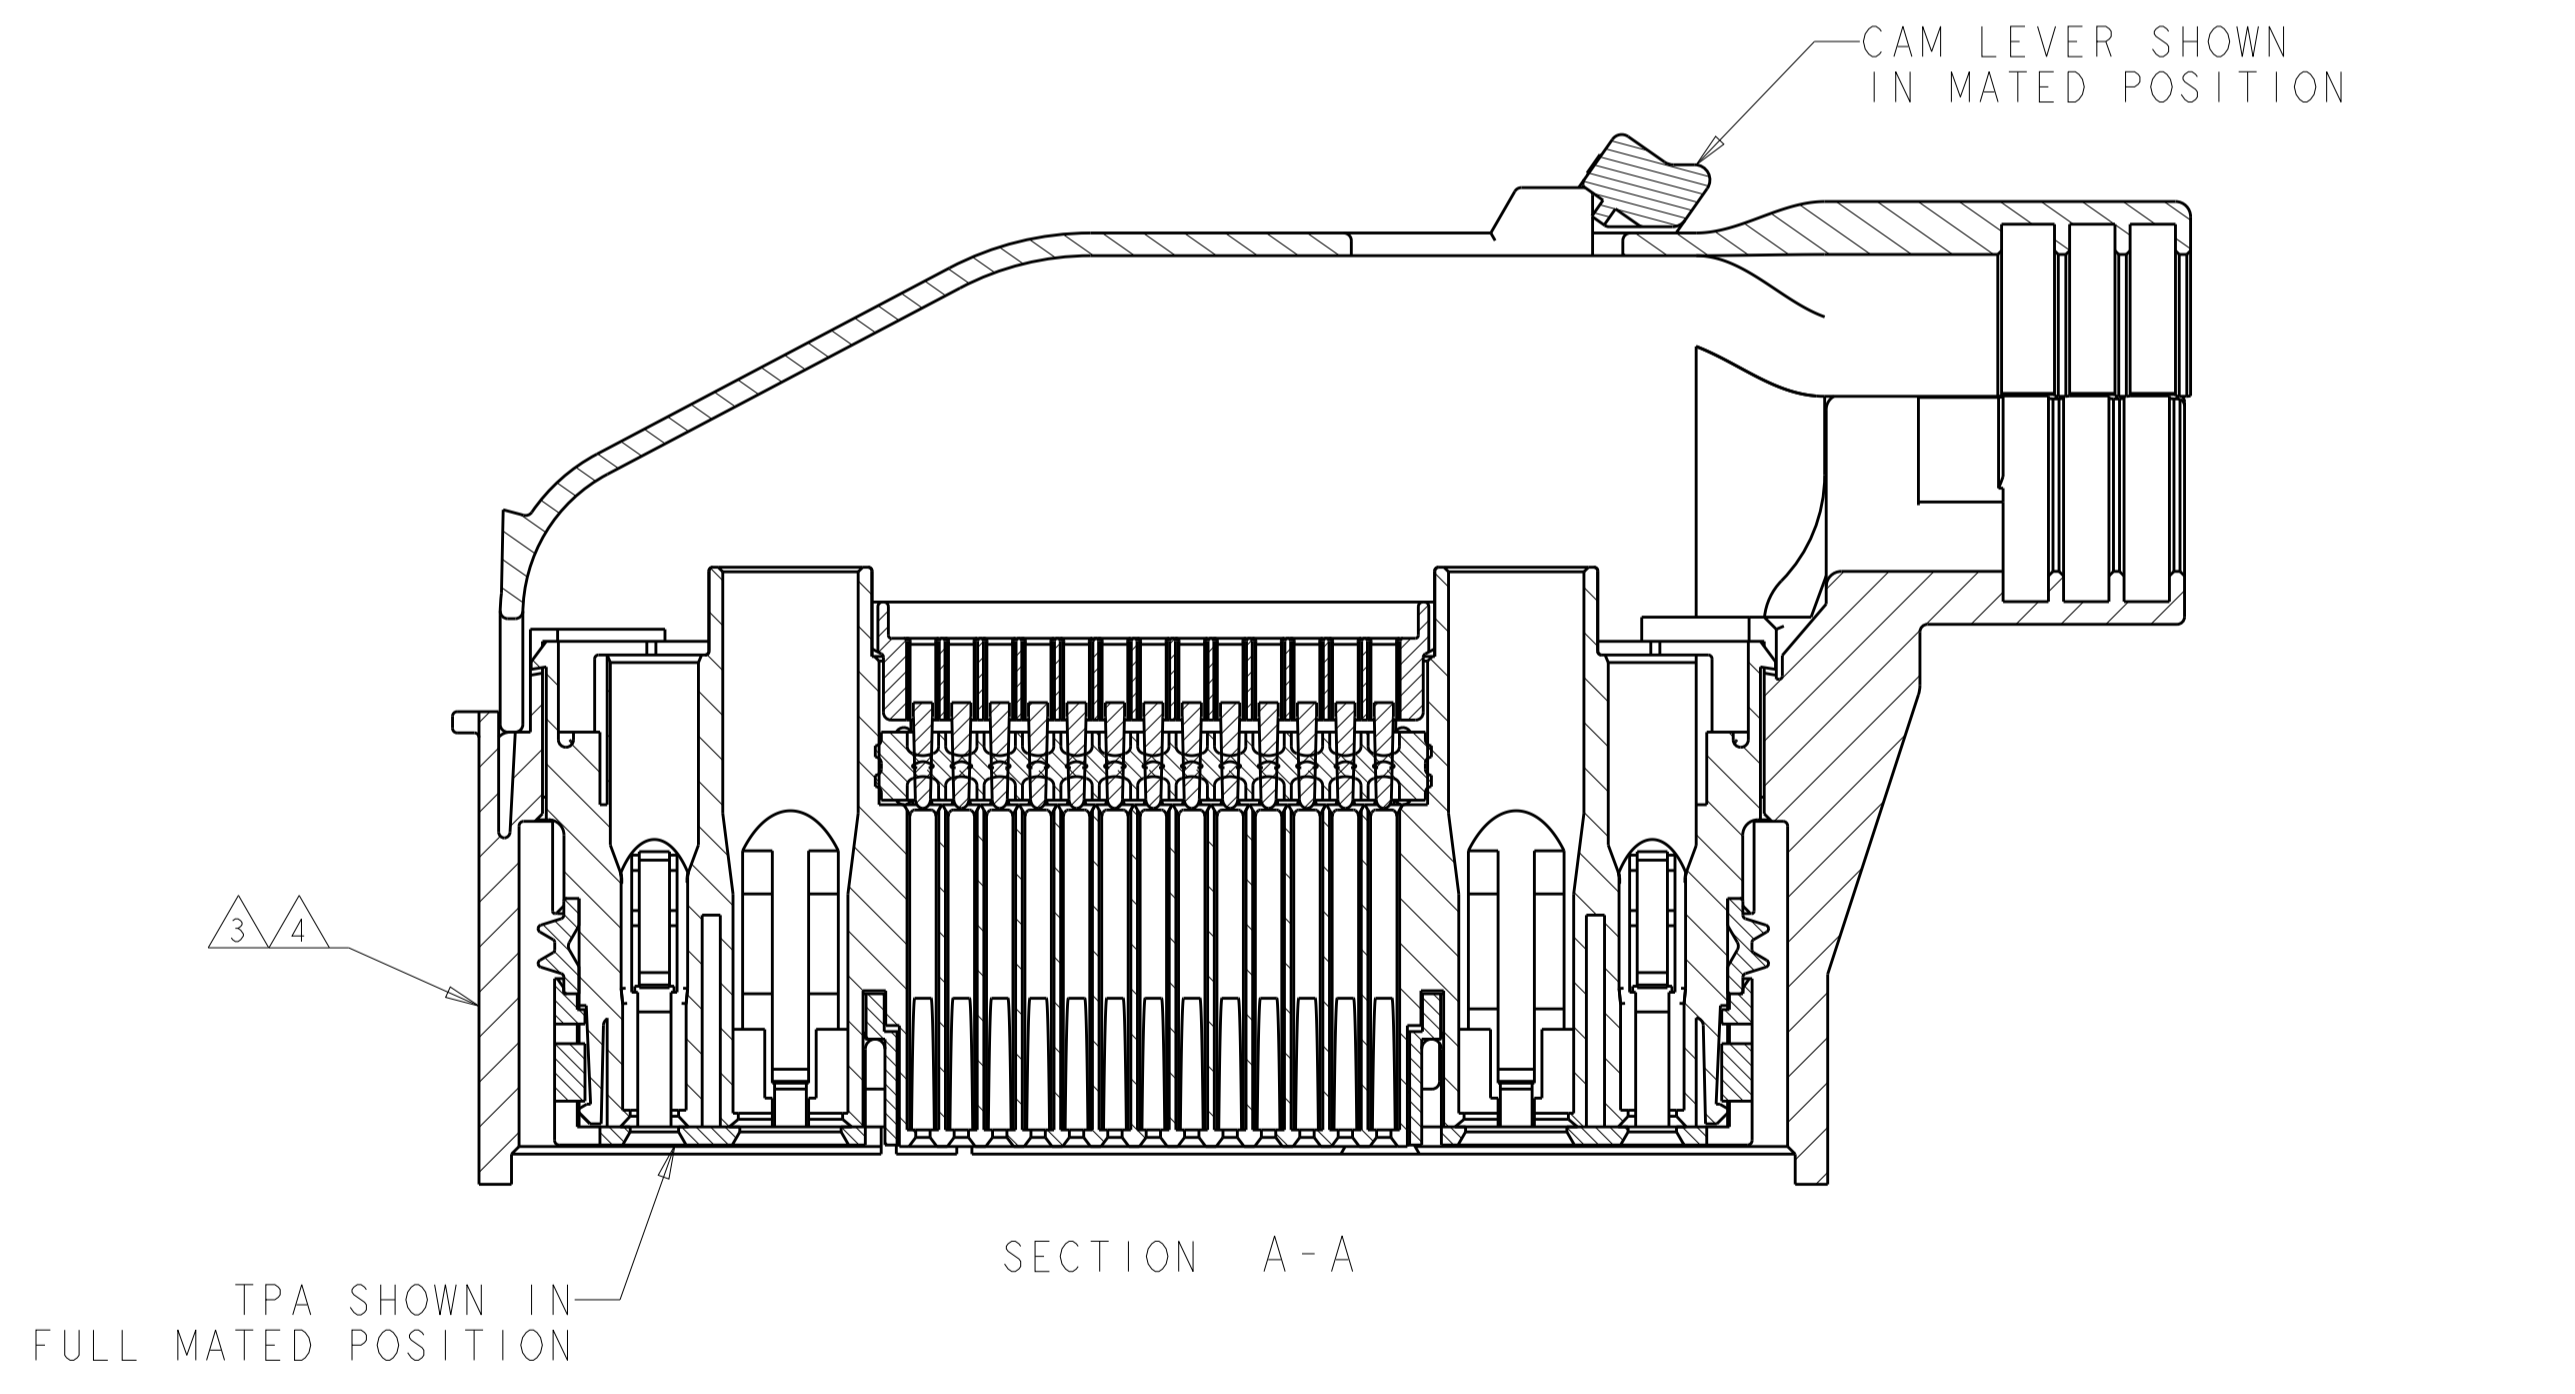 CAM LEVER SHOWN
IN MATED POSITION
3 4
SECTION A-A
TPA SHOWN IN
FULL MATED POSITION